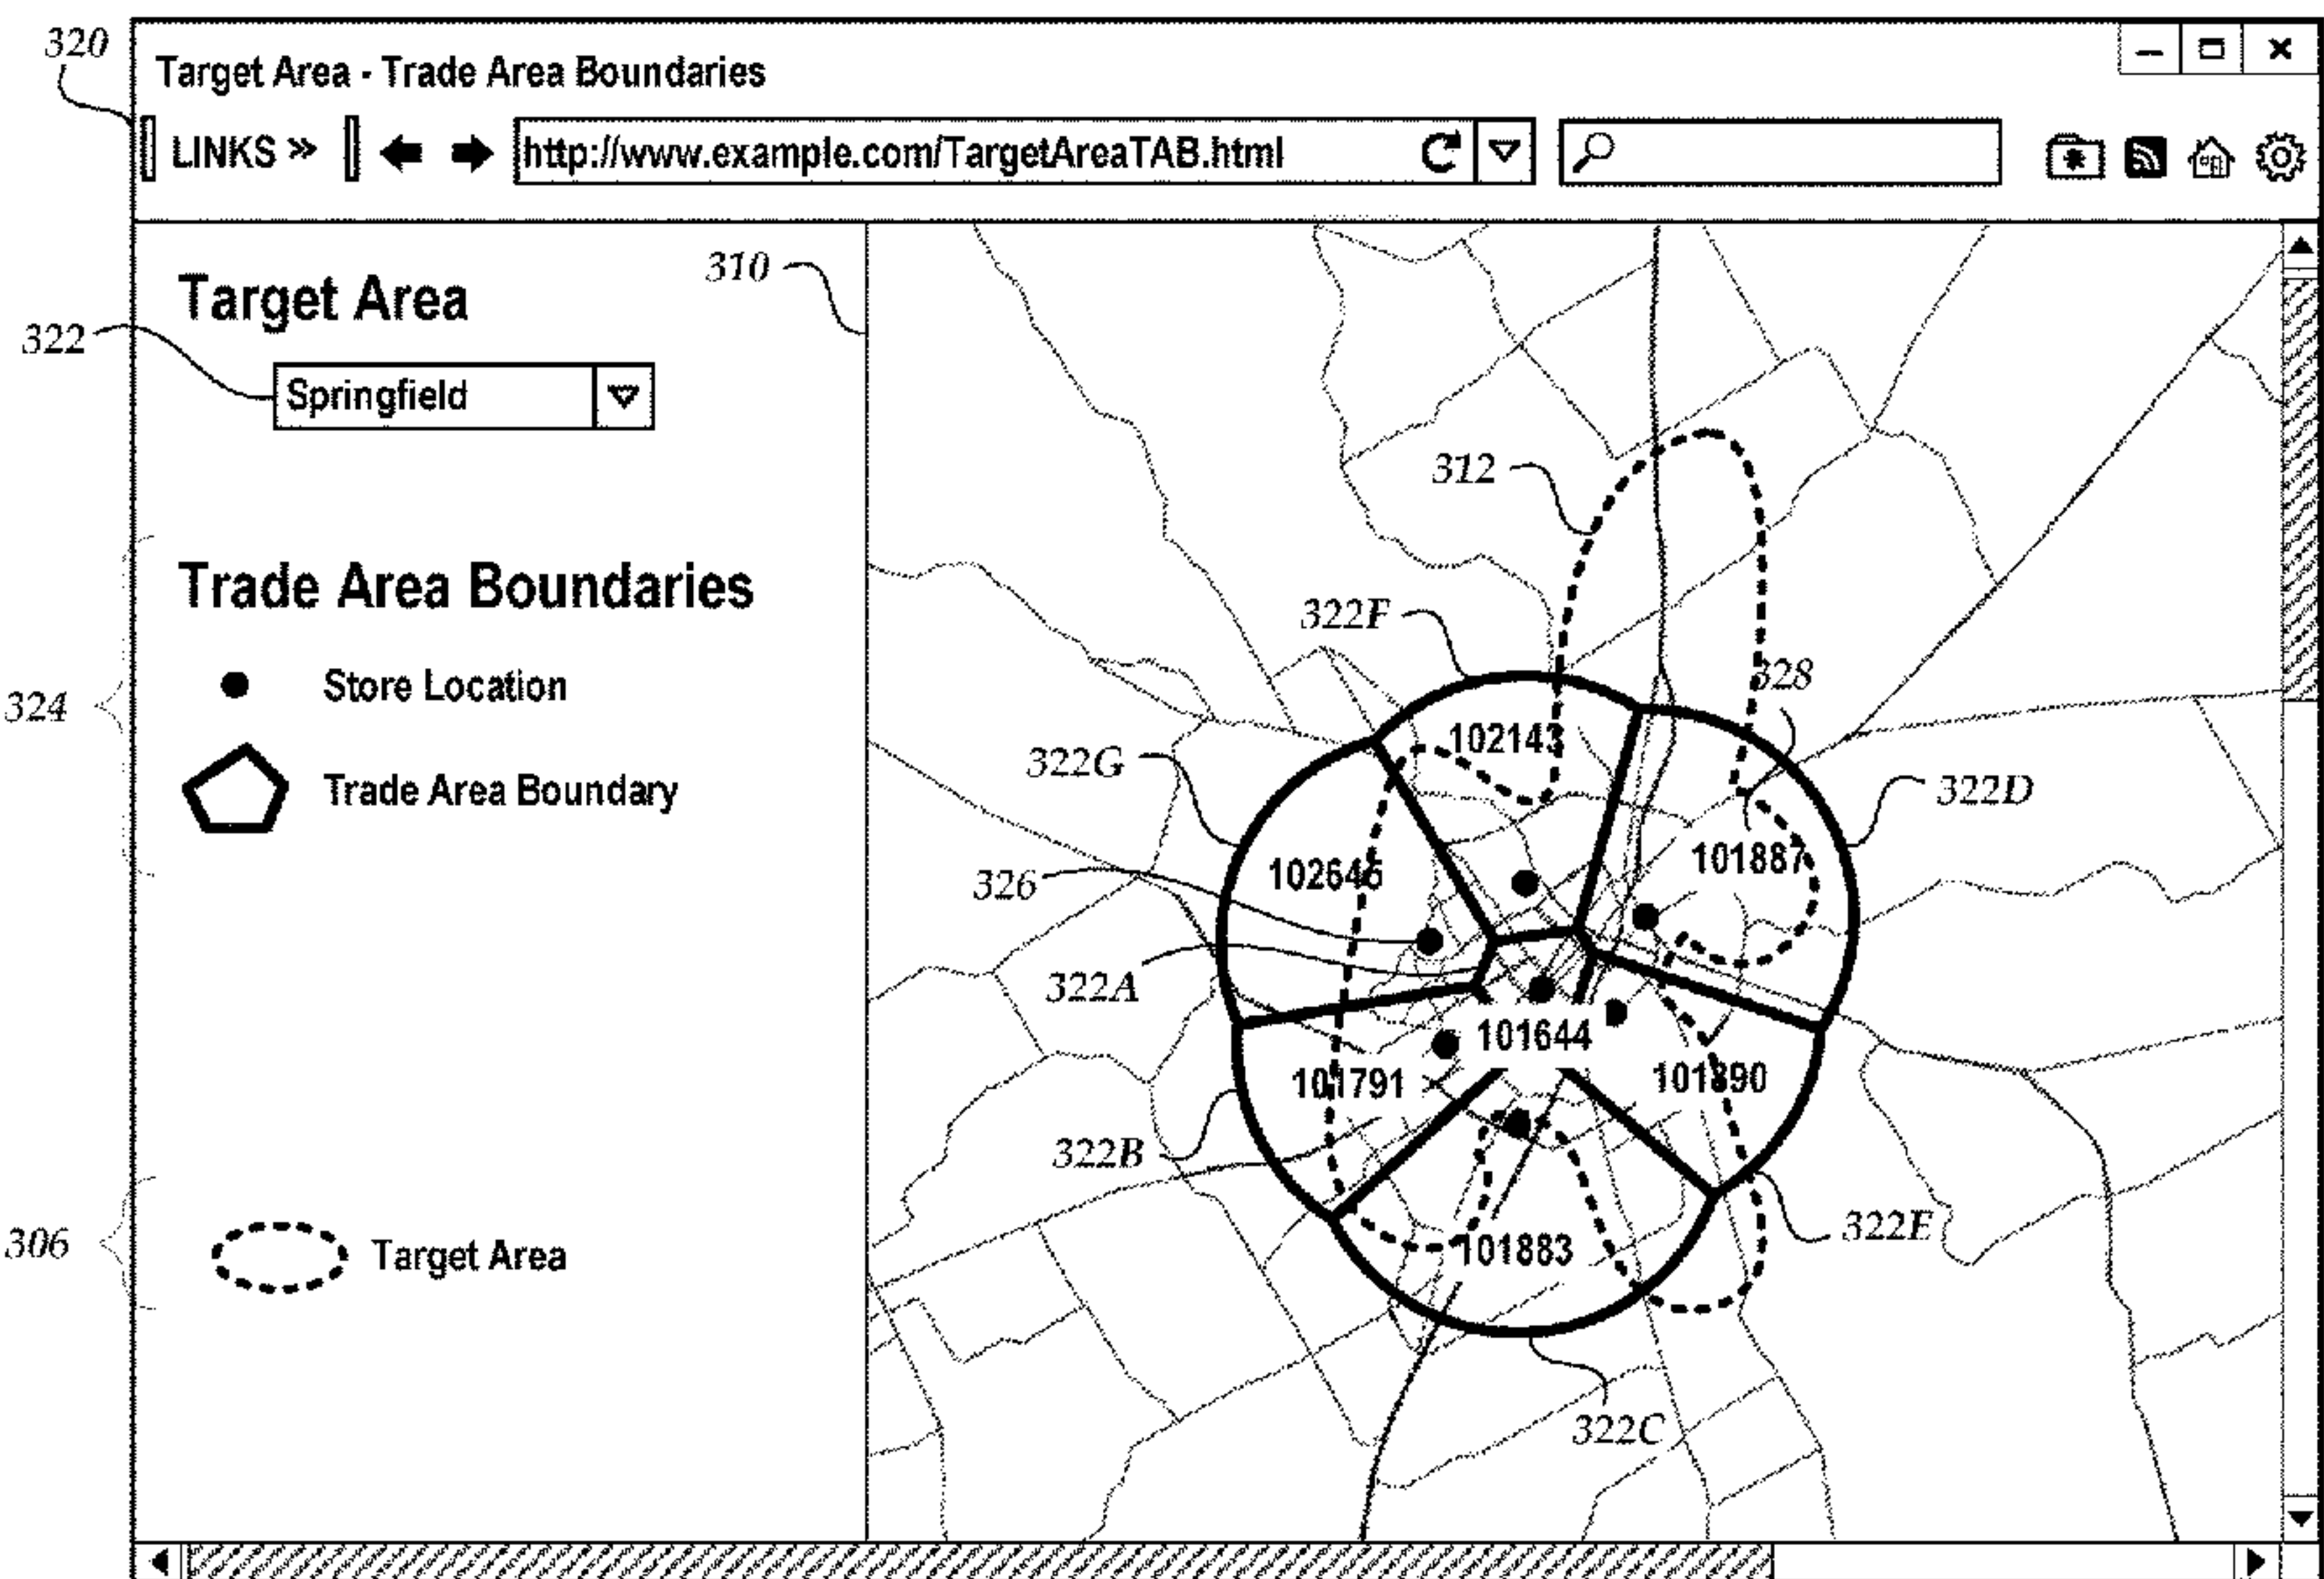 320
Target Area - Trade Area Boundaries
LINKS »
http://www.example.com/TargetAreaTAB.html
310
Target Area
322
Springfield
312
Trade Area Boundaries
322F
328
Store Location
324
102143
322G
322D
Trade Area Boundary
101887
102646
326
322A
101644
101791
101890
322B
322E
306
Target Area
101883
322C